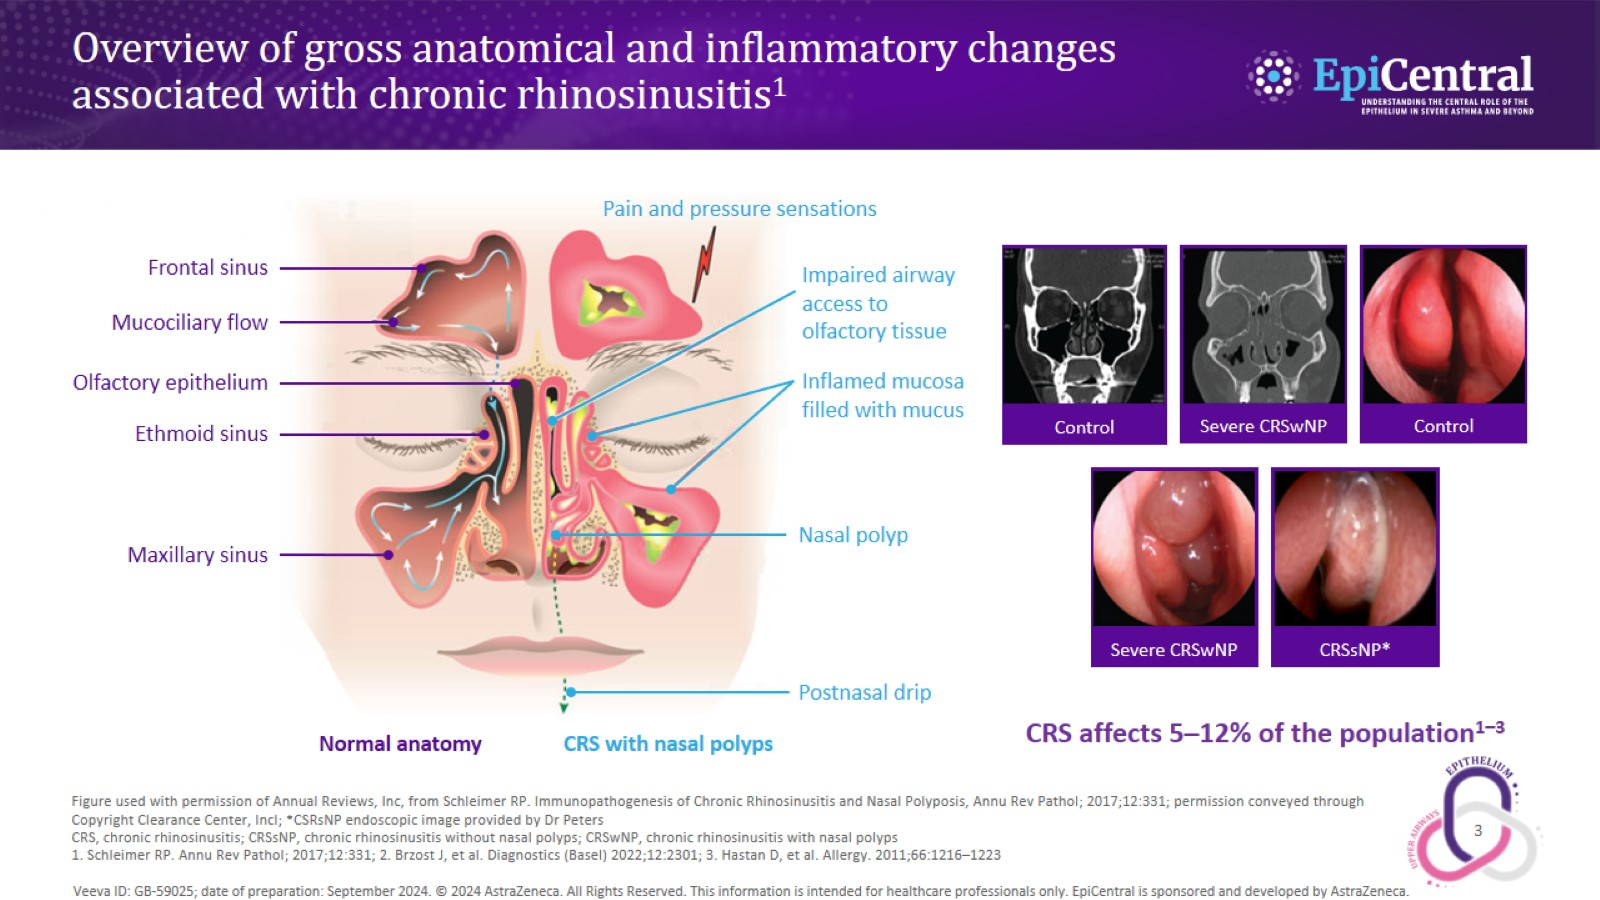 Overview of gross anatomical and inflammatory changes
associated with chronic rhinosinusitis1
EpiCentral
UNDERSTANDING THE CENTRAL ROLE OF THE
EPITHELIUM IN SEVERE ASTHMA AND BEYOND
Pain and pressure sensations
Frontal sinus
Mucociliary flow
Olfactory epithelium
Ethmoid sinus
Maxillary sinus
Impaired airway
access to
olfactory tissue
Inflamed mucosa
filled with mucus
Nasal polyp
Postnasal drip
Normal anatomy
CRS with nasal polyps
Control
Severe CRSwNP
Control
Severe CRSwNP
CRSsNP*
CRS affects 5–12% of the population1–3
Figure used with permission of Annual Reviews, Inc, from Schleimer RP. Immunopathogenesis of Chronic Rhinosinusitis and Nasal Polyposis, Annu Rev Pathol; 2017;12:331; permission conveyed through
Copyright Clearance Center, Incl; *CSRsNP endoscopic image provided by Dr Peters
CRS, chronic rhinosinusitis; CRSsNP, chronic rhinosinusitis without nasal polyps; CRSwNP, chronic rhinosinusitis with nasal polyps
1. Schleimer RP. Annu Rev Pathol; 2017;12:331; 2. Brzost J, et al. Diagnostics (Basel) 2022;12:2301; 3. Hastan D, et al. Allergy. 2011;66:1216–1223
EPITHELIUM
UPPER AIRWAYS
3
Veeva ID: GB-59025; date of preparation: September 2024. © 2024 AstraZeneca. All Rights Reserved. This information is intended for healthcare professionals only. EpiCentral is sponsored and developed by AstraZeneca.